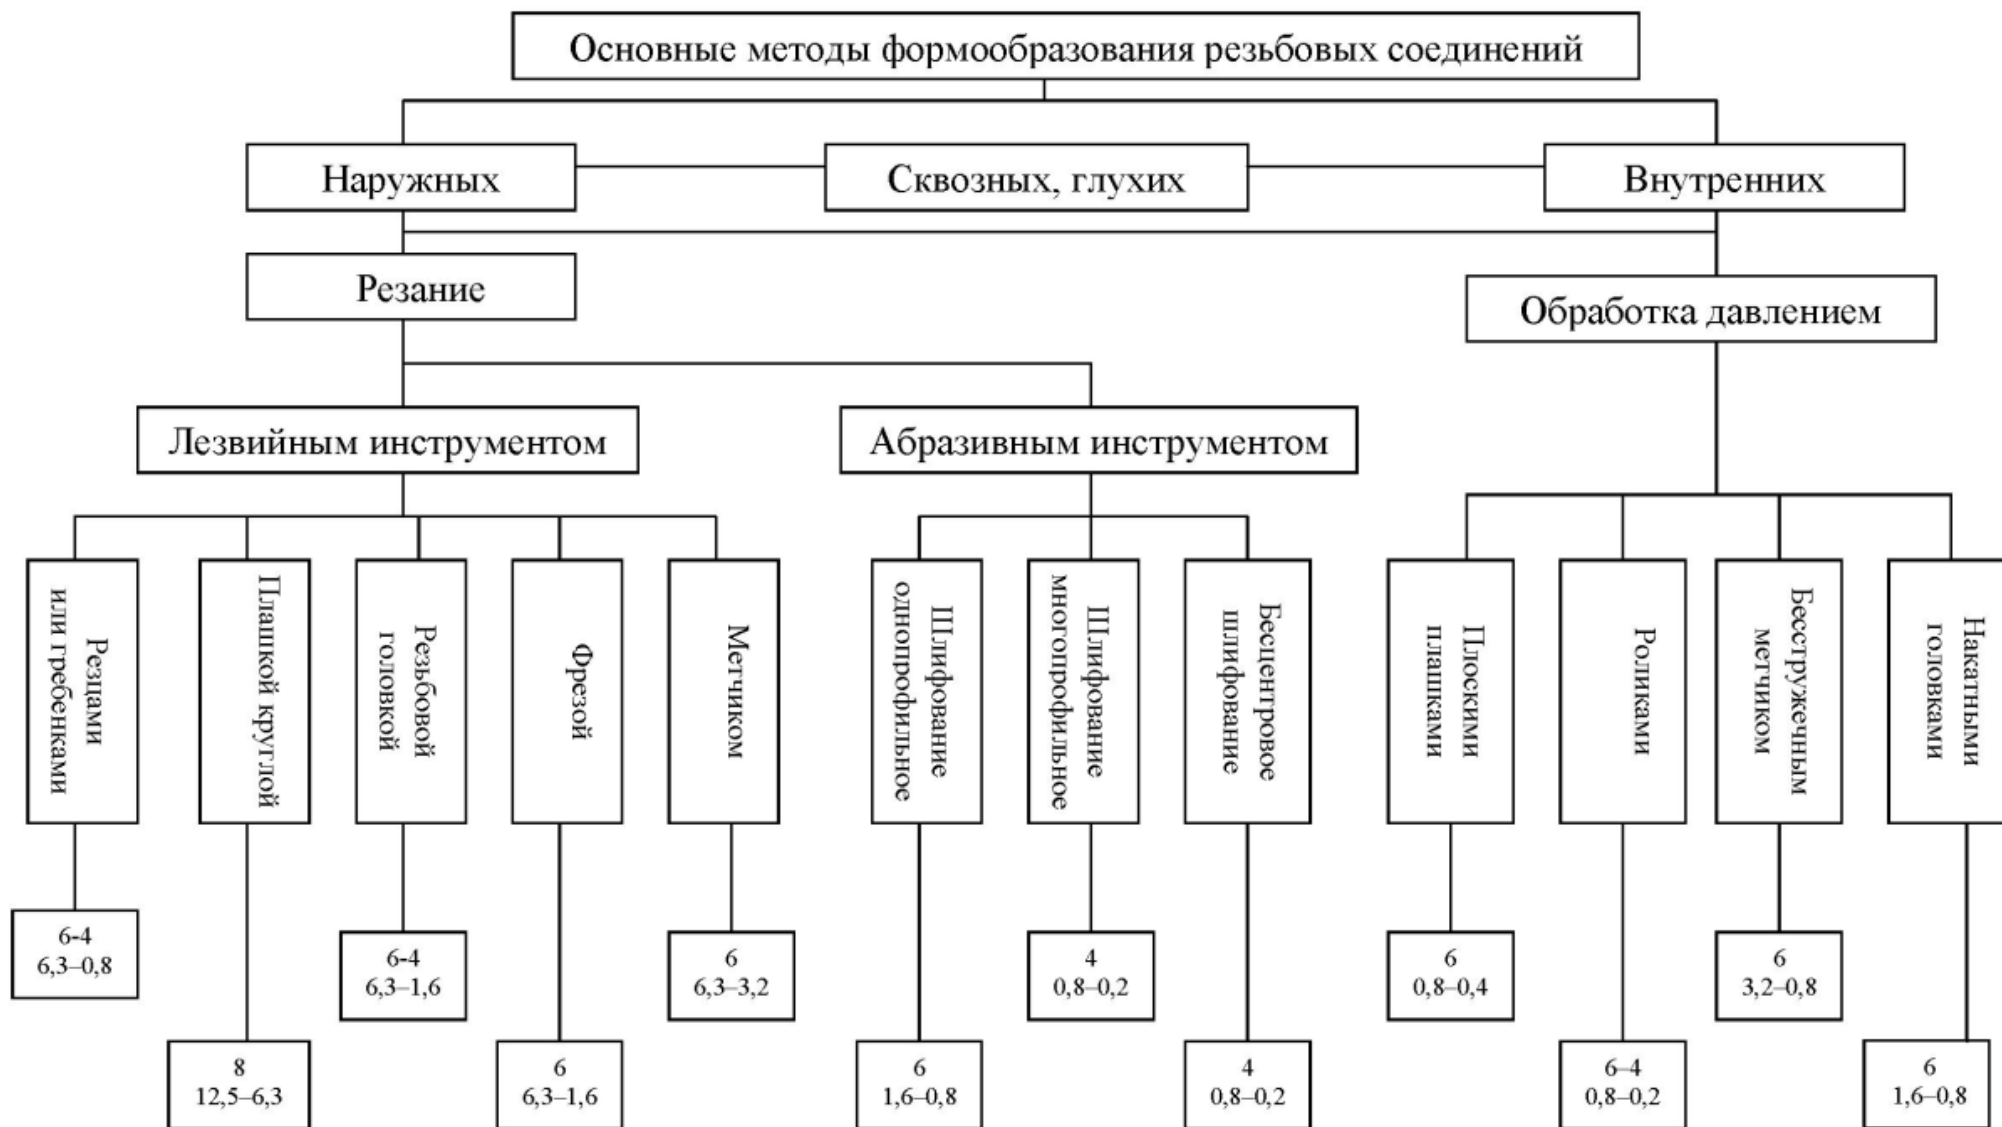 Основные методы формообразования резьбовых соединений
Наружных
Сквозных, глухих
Внутренних
Резание
Обработка давлением
Лезвийным инструментом
Абразивным инструментом
Резцами
или гребенками
Плашкой круглой
Резьбовой
головкой
Фрезой
Метчиком
Шлифование
однопрофильное
Шлифование
многопрофильное
Бесцентровое
шлифование
Плоскими
плашками
Роликами
Бесстружечным
метчиком
Накатными
головками
6-4
6,3–0,8
8
12,5–6,3
6-4
6,3–1,6
6
6,3–1,6
6
6,3–3,2
6
1,6–0,8
4
0,8–0,2
4
0,8–0,2
6
0,8–0,4
6–4
0,8–0,2
6
3,2–0,8
6
1,6–0,8